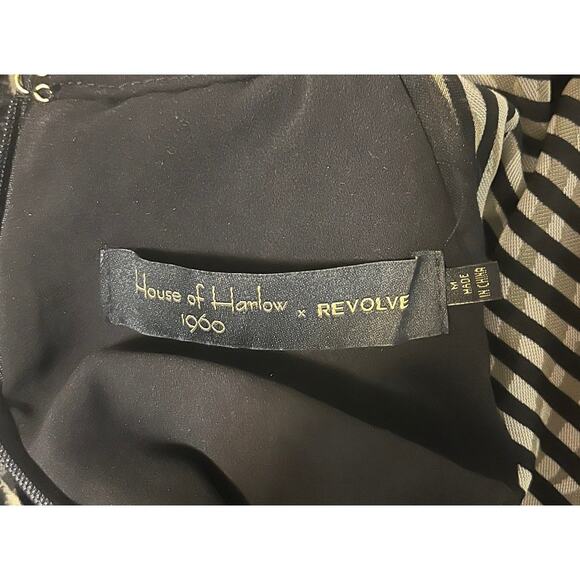 House of Harlow
1960
x REVOLVE
M
MADE
IN CHINA